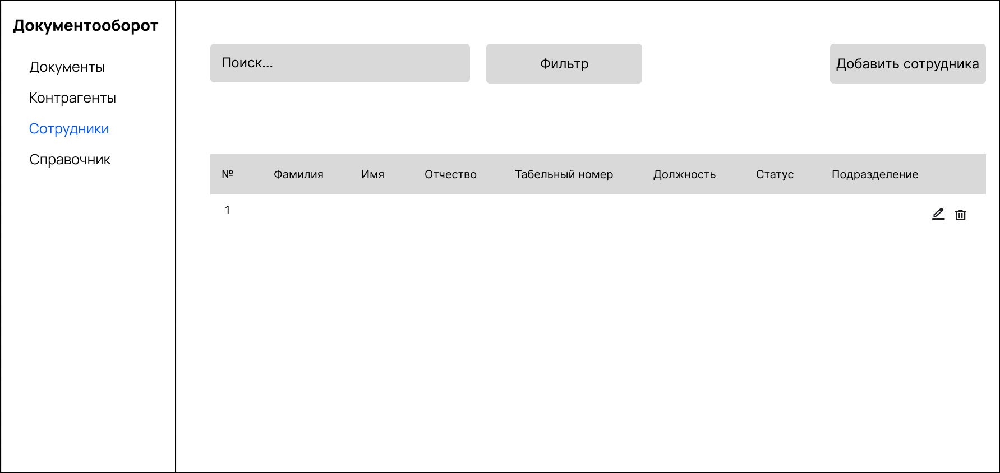 Документооборот
Документы
Контрагенты
Сотрудники
Справочник
Поиск...
Фильтр
Добавить сотрудника
№ Фамилия Имя Отчество Табельный номер Должность Статус Подразделение
1